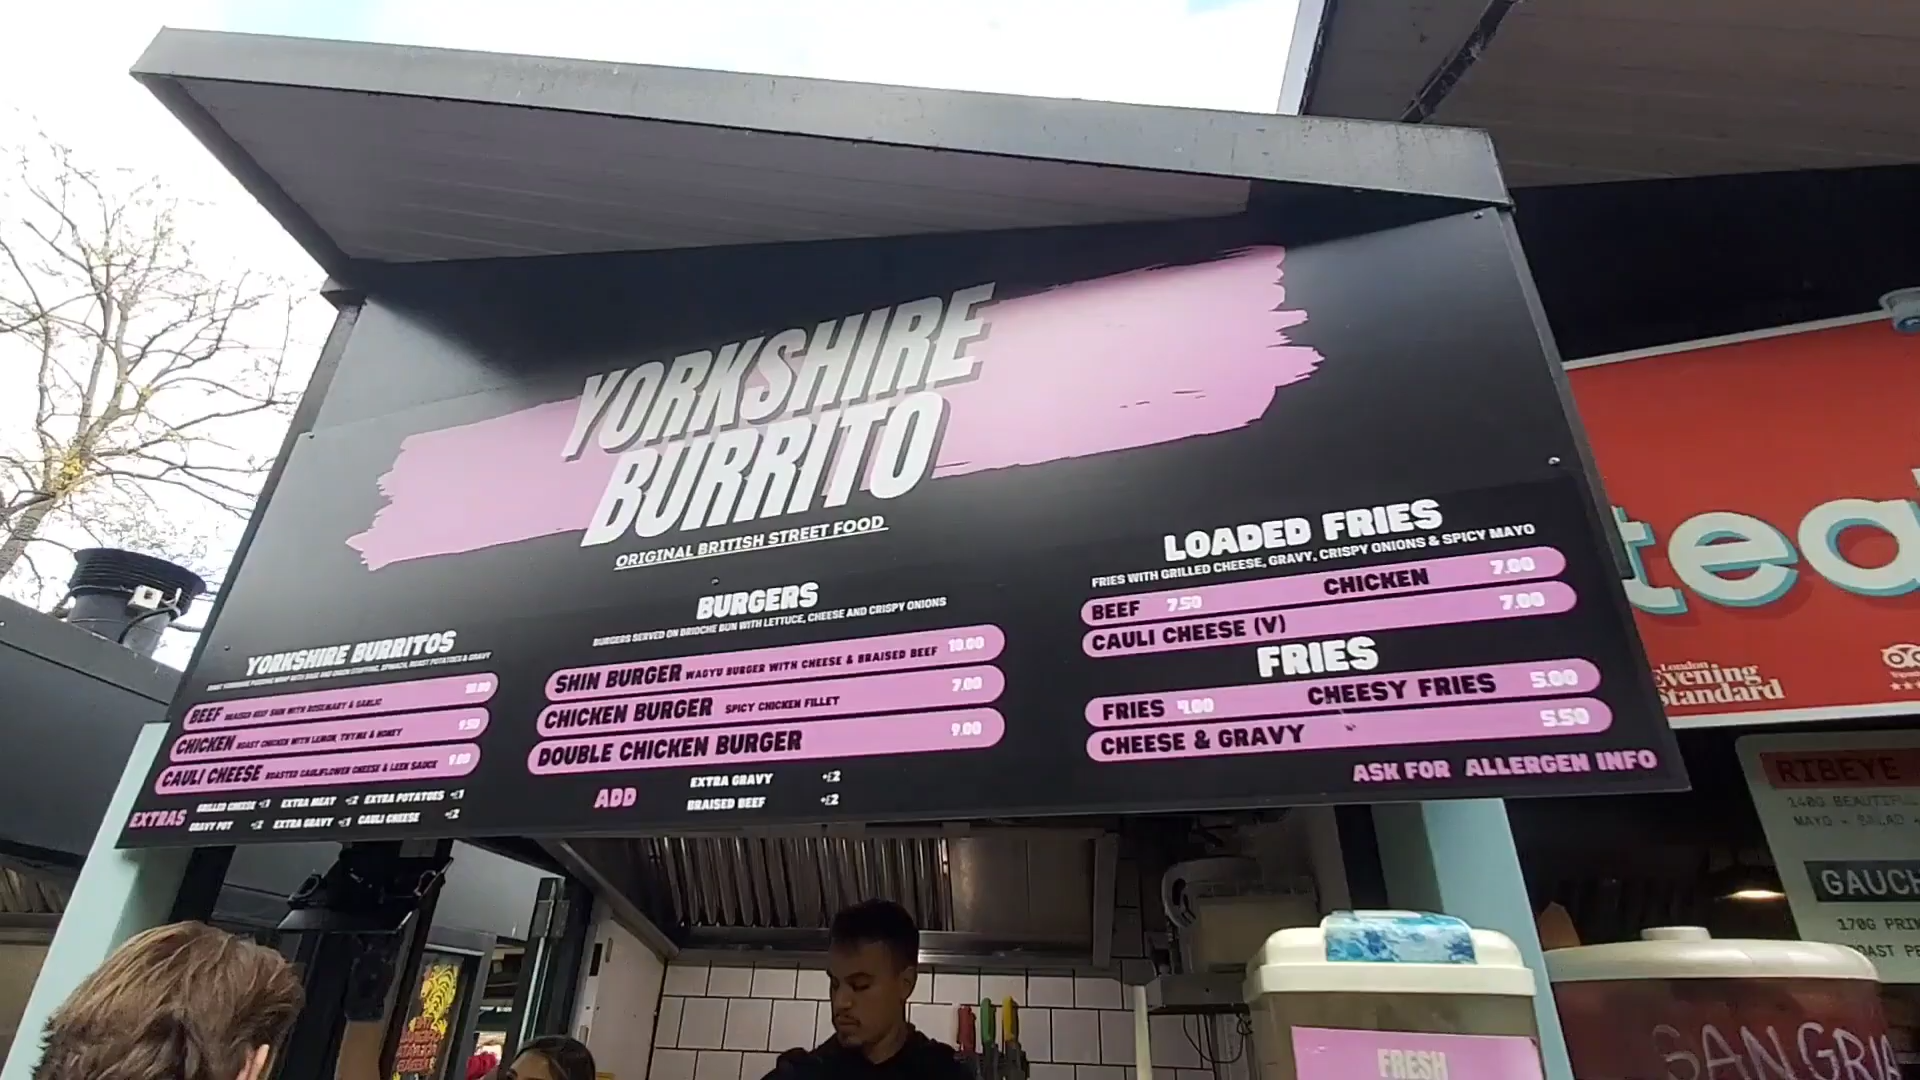 YORKSHIRE
BURRITO
ORIGINAL BRITISH STREET FOOD
YORKSHIRE BURRITOS
GIANT YORKSHIRE PUDDING WRAP WITH SAGE AND ONION STUFFING, SPINACH, ROAST POTATOES & GRAVY
BEEF BRAISED BEEF SHIN WITH ROSEMARY & GARLIC 10.00
CHICKEN ROAST CHICKEN WITH LEMON, THYME & HONEY 9.50
CAULI CHEESE ROASTED CAULIFLOWER CHEESE & LEEK SAUCE 9.00
EXTRAS
GRILLED CHEESE +£1 EXTRA MEAT +£2 EXTRA POTATOES +£1
GRAVY POT +£2 EXTRA GRAVY +£1 CAULI CHEESE +£2
BURGERS
BURGERS SERVED ON BRIOCHE BUN WITH LETTUCE, CHEESE AND CRISPY ONIONS
SHIN BURGER WAGYU BURGER WITH CHEESE & BRAISED BEEF 10.00
CHICKEN BURGER SPICY CHICKEN FILLET 7.00
DOUBLE CHICKEN BURGER 9.00
ADD
EXTRA GRAVY +£2
BRAISED BEEF +£2
LOADED FRIES
FRIES WITH GRILLED CHEESE, GRAVY, CRISPY ONIONS & SPICY MAYO
BEEF 7.50 CHICKEN 7.00
CAULI CHEESE (V) 7.00
FRIES
FRIES 4.00 CHEESY FRIES 5.00
CHEESE & GRAVY 5.50
ASK FOR ALLERGEN INFO
tea
London
Evening
Standard
RIBEYE
140G BEAUTIFUL
MAYO - SALAD
GAUCH
170G PRIM
ROAST PE
FRESH
SANGRIA